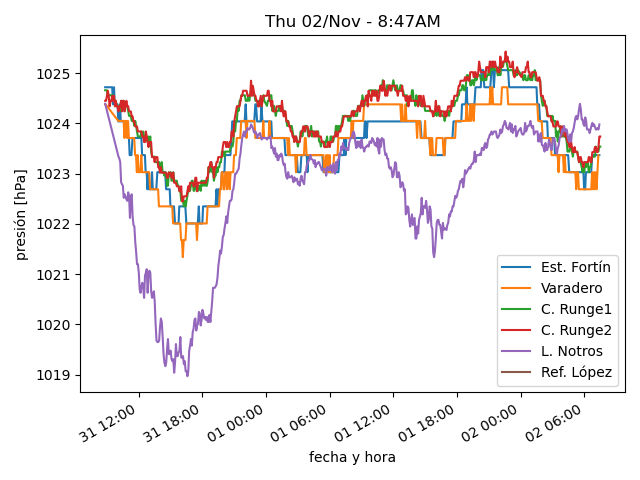 Thu 02/Nov - 8:47AM
presión [hPa]
1025
1024
1023
1022
1021
1020
1019
Est. Fortín
Varadero
C. Runge1
C. Runge2
L. Notros
Ref. López
31 12:00
31 18:00
01 00:00
01 06:00
01 12:00
01 18:00
02 00:00
02 06:00
fecha y hora